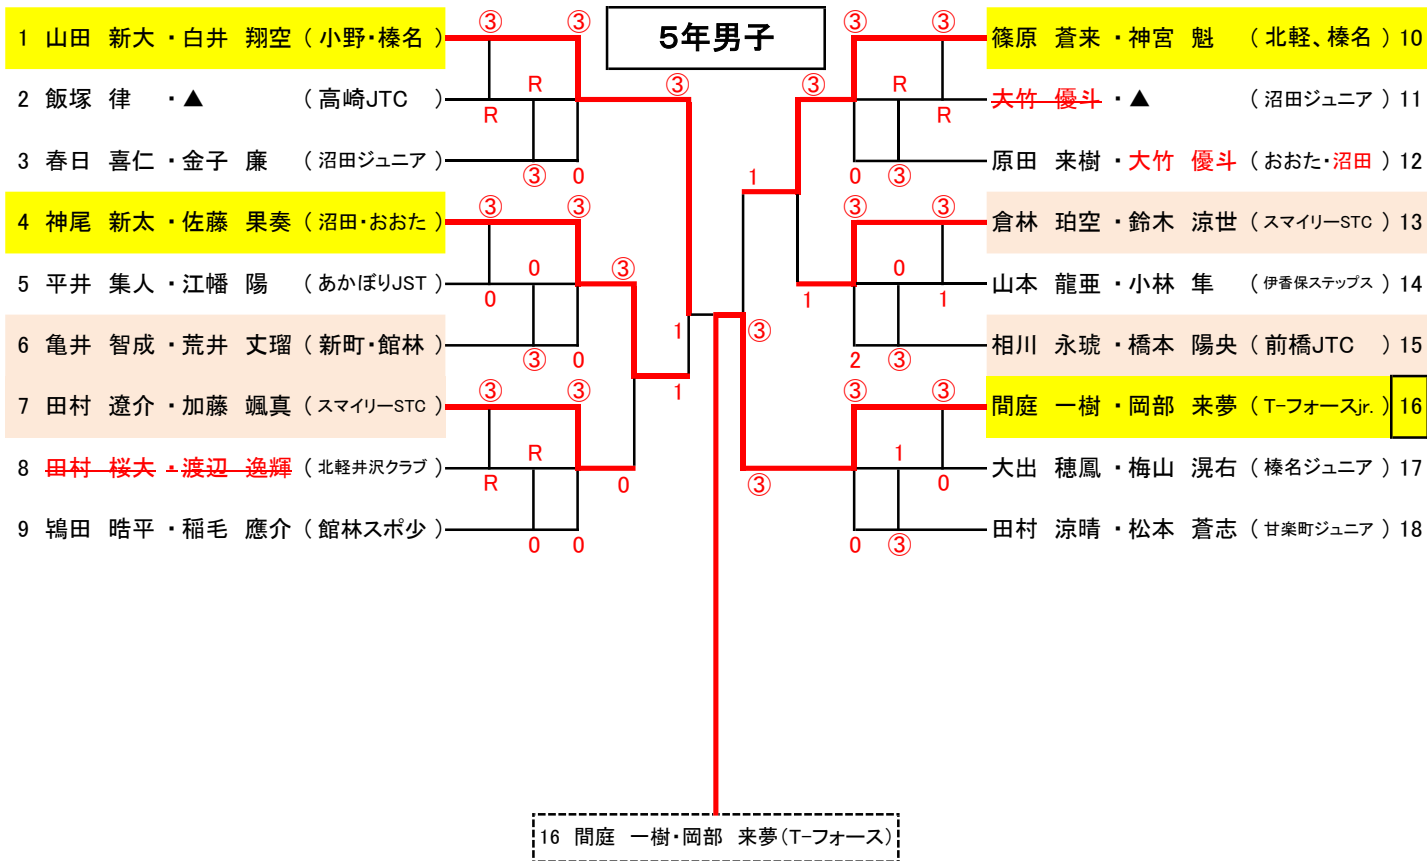 5年男子
1 山田 新大 ・ 白井 翔空 ( 小野・榛名 )
2 飯塚 律 ・ ▲ ( 高崎JTC )
3 春日 喜仁 ・ 金子 廉 ( 沼田ジュニア )
4 神尾 新太 ・ 佐藤 果奏 ( 沼田・おおた )
5 平井 隼人 ・ 江幡 陽 ( あかぼりJST )
6 亀井 智成 ・ 荒井 丈瑠 ( 新町・館林 )
7 田村 遼介 ・ 加藤 颯真 ( スマイリーSTC )
8 田村 桜大 ・ 渡辺 逸輝 ( 北軽井沢クラブ )
9 鴇田 晧平 ・ 稲毛 應介 ( 館林スポ少 )
③ ③
R
R
③ 0
③
③ ③
0
0
③ 0
③
③ ③
R
R
0 0
0
1
1
篠原 蒼来 ・ 神宮 魁 ( 北軽、榛名 ) 10
大竹 優斗 ・ ▲ ( 沼田ジュニア ) 11
原田 来樹 ・ 大竹 優斗 ( おおた・沼田 ) 12
倉林 珀空 ・ 鈴木 涼世 ( スマイリーSTC ) 13
山本 龍亜 ・ 小林 隼 ( 伊香保ステップス ) 14
相川 永琥 ・ 橋本 陽央 ( 前橋JTC ) 15
間庭 一樹 ・ 岡部 来夢 ( T-フォースjr. ) 16
大出 穂鳳 ・ 梅山 滉右 ( 榛名ジュニア ) 17
田村 涼晴 ・ 松本 蒼志 ( 甘楽町ジュニア ) 18
③ ③
R
R
0 ③
③
1
③ ③
0
1
2 ③
1
③
③ ③
1
0
0 ③
③
16 間庭 一樹・岡部 来夢(T-フォース)